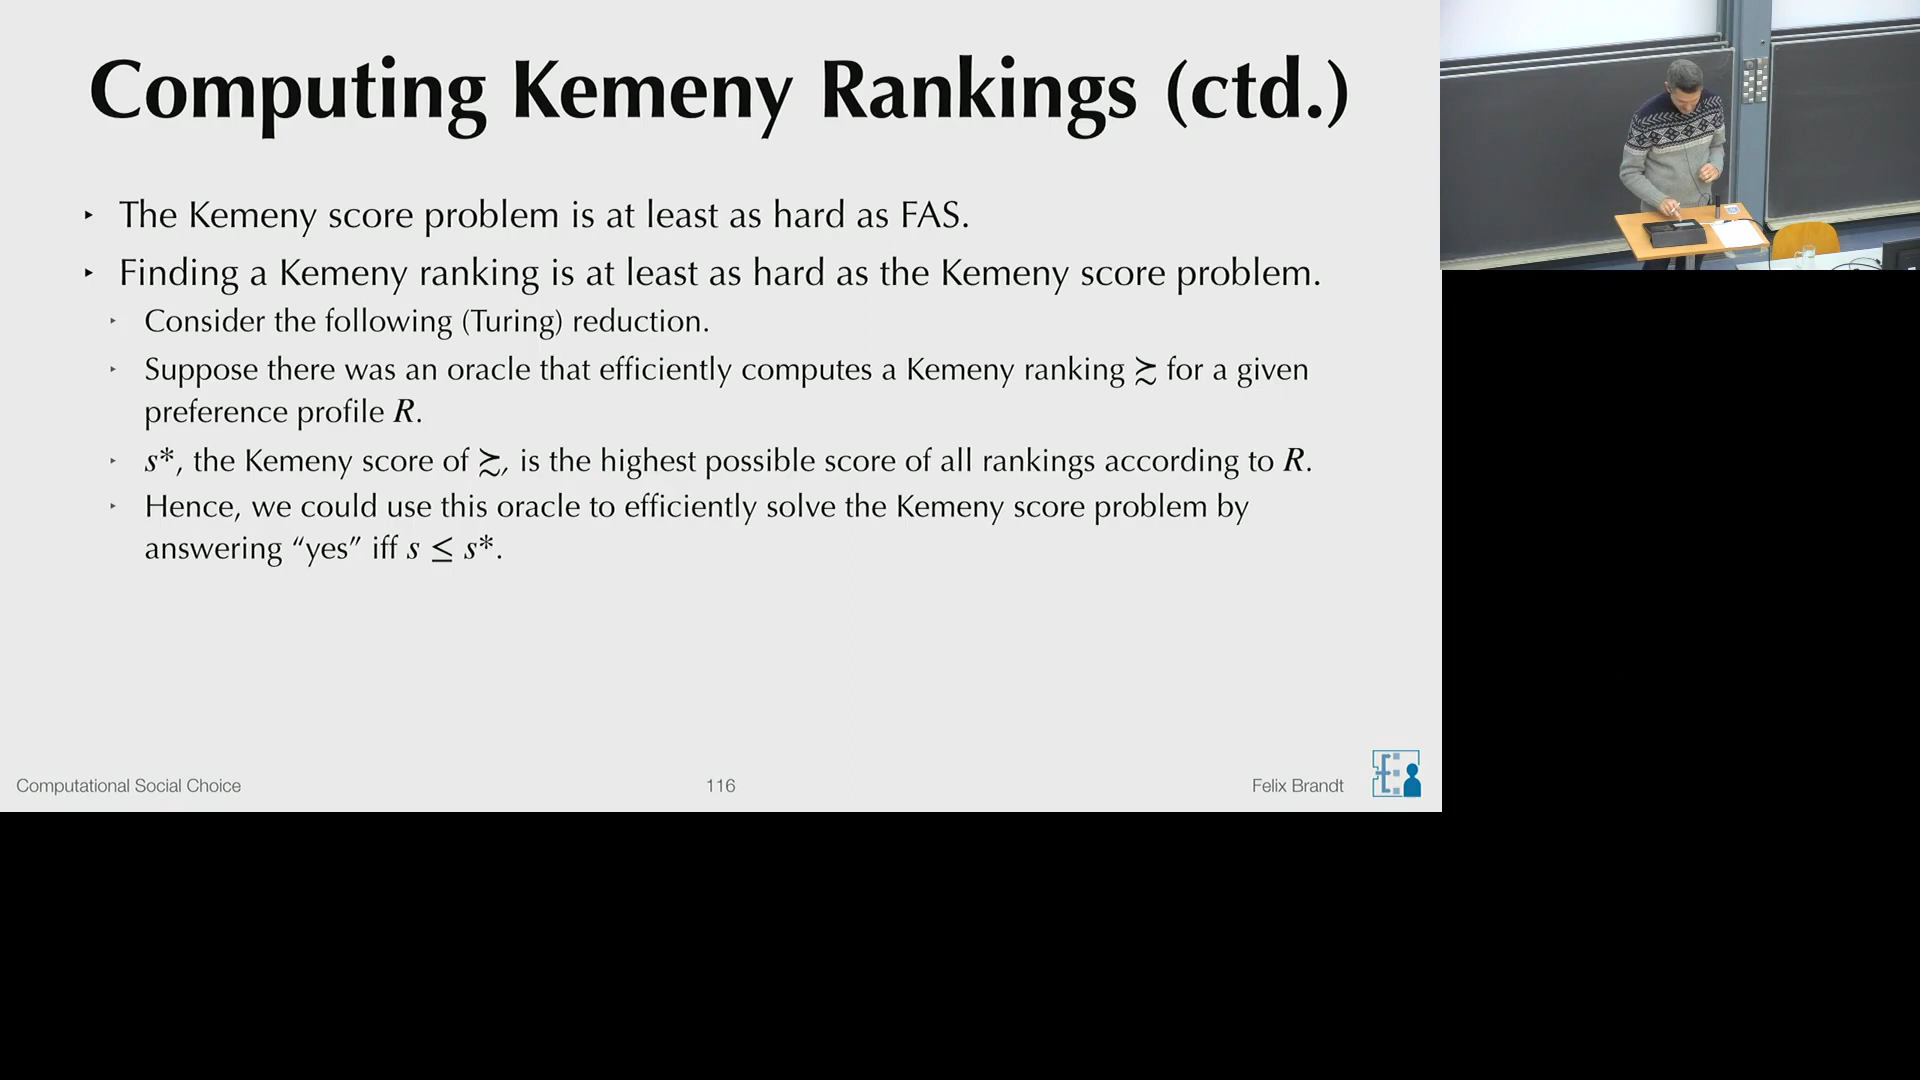 Computing Kemeny Rankings (ctd.)
‣ The Kemeny score problem is at least as hard as FAS.
‣ Finding a Kemeny ranking is at least as hard as the Kemeny score problem.
‣ Consider the following (Turing) reduction.
‣ Suppose there was an oracle that efficiently computes a Kemeny ranking ≿ for a given
preference profile R.
‣ s*, the Kemeny score of ≿, is the highest possible score of all rankings according to R.
‣ Hence, we could use this oracle to efficiently solve the Kemeny score problem by
answering “yes” iff s ≤ s*.
Computational Social Choice
116
Felix Brandt